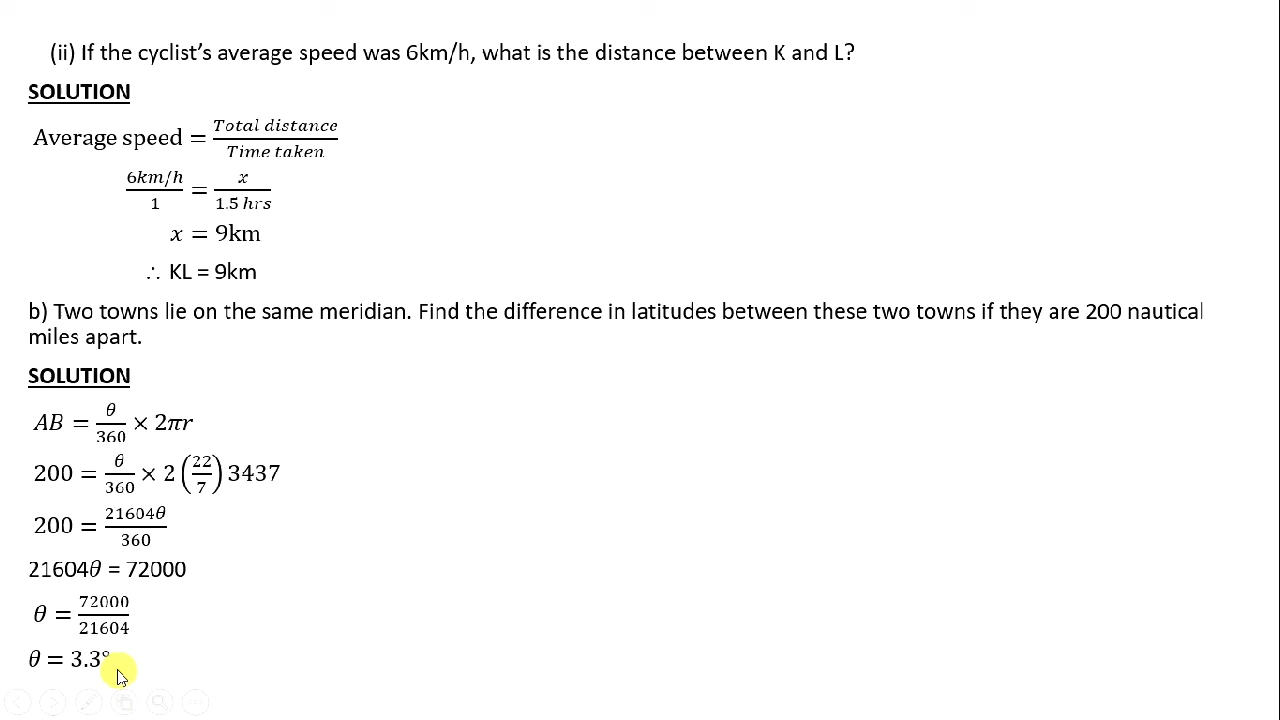 (ii) If the cyclist's average speed was 6km/h, what is the distance between K and L?
SOLUTION
Average speed = Total distance / Time taken
6km/h / 1 = x / 1.5 hrs
x = 9km
∴ KL = 9km
b) Two towns lie on the same meridian. Find the difference in latitudes between these two towns if they are 200 nautical
miles apart.
SOLUTION
AB = θ/360 × 2πr
200 = θ/360 × 2(22/7)3437
200 = 21604θ/360
21604θ = 72000
θ = 72000/21604
θ = 3.3°